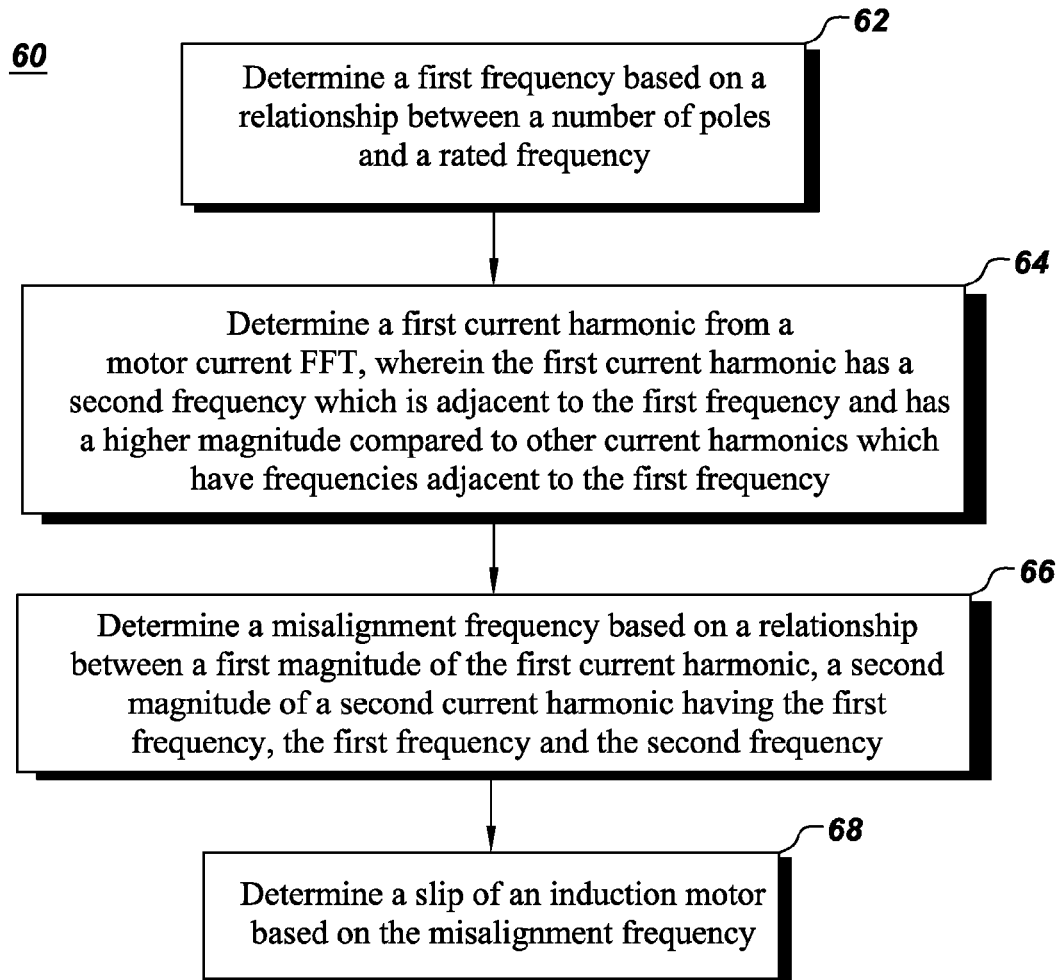 60
62
Determine a first frequency based on a
relationship between a number of poles
and a rated frequency
64
Determine a first current harmonic from a
motor current FFT, wherein the first current harmonic has a
second frequency which is adjacent to the first frequency and has
a higher magnitude compared to other current harmonics which
have frequencies adjacent to the first frequency
66
Determine a misalignment frequency based on a relationship
between a first magnitude of the first current harmonic, a second
magnitude of a second current harmonic having the first
frequency, the first frequency and the second frequency
68
Determine a slip of an induction motor
based on the misalignment frequency